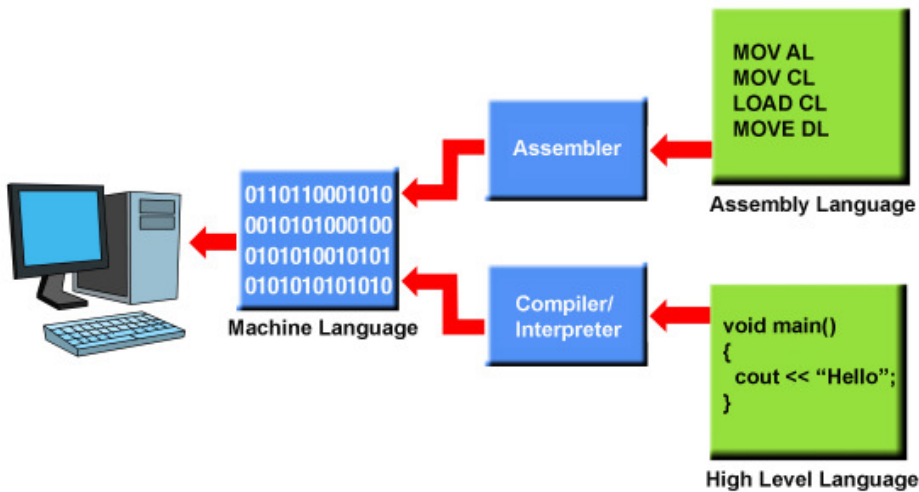 MOV AL
MOV CL
LOAD CL
MOVE DL
Assembly Language
Assembler
0110110001010
0010101000100
0101010010101
0101010101010
Machine Language
Compiler/
Interpreter
void main()
{
cout << “Hello”;
}
High Level Language